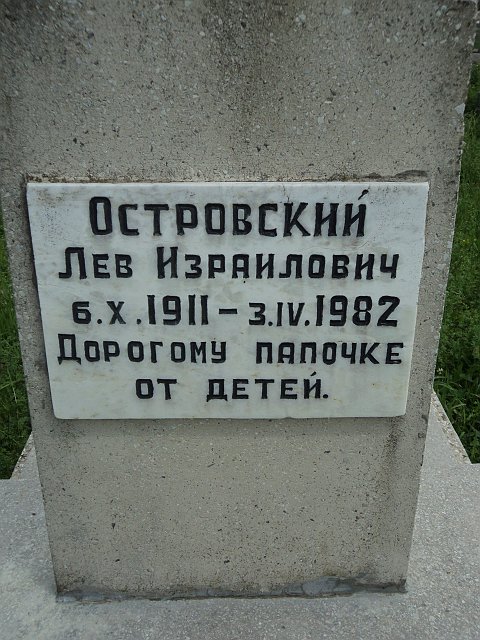 ОСТРОВСКИЙ
ЛЕВ ИЗРАИЛОВИЧ
6.X.1911 – 3.IV.1982
ДОРОГОМУ ПАПОЧКЕ
ОТ ДЕТЕЙ.